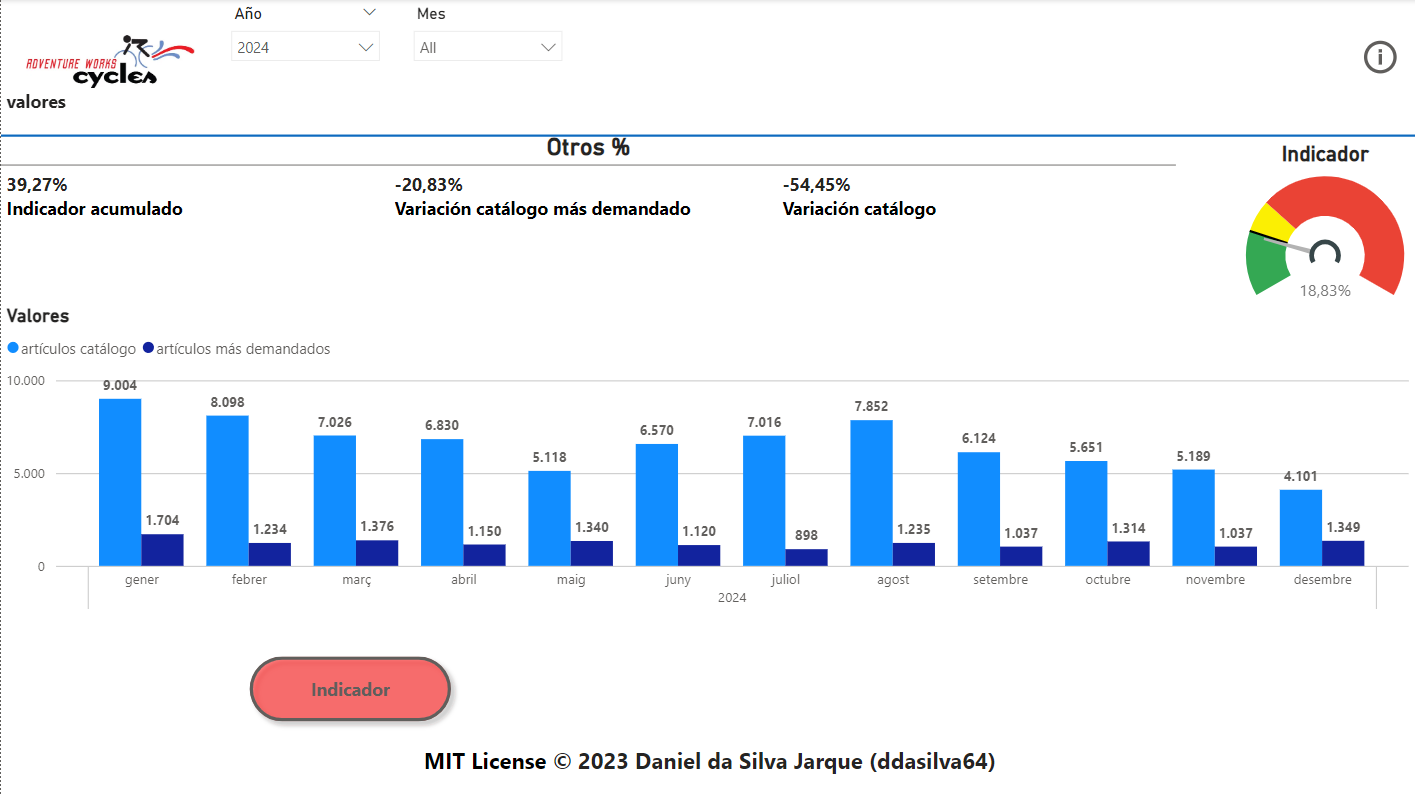 Año
Mes
2024
All
ADVENTURE WORKS
cycles
valores
Otros %
Indicador
39,27%
Indicador acumulado
-20,83%
Variación catálogo más demandado
-54,45%
Variación catálogo
18,83%
Valores
artículos catálogo artículos más demandados
10.000
5.000
0
9.004
1.704
8.098
1.234
7.026
1.376
6.830
1.150
5.118
1.340
6.570
1.120
7.016
898
7.852
1.235
6.124
1.037
5.651
1.314
5.189
1.037
4.101
1.349
gener febrer març abril maig juny juliol agost setembre octubre novembre desembre
2024
Indicador
MIT License © 2023 Daniel da Silva Jarque (ddasilva64)